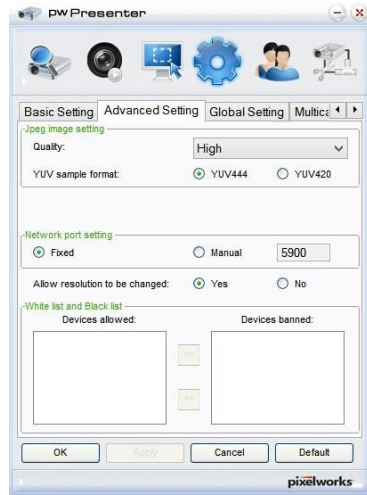 pwPresenter
Basic Setting Advanced Setting Global Setting Multica
Jpeg image setting
Quality: High
YUV sample format: YUV444 YUV420
Network port setting
Fixed Manual 5900
Allow resolution to be changed: Yes No
White list and Black list
Devices allowed: Devices banned:
>>
<<
OK Apply Cancel Default
pixelworks